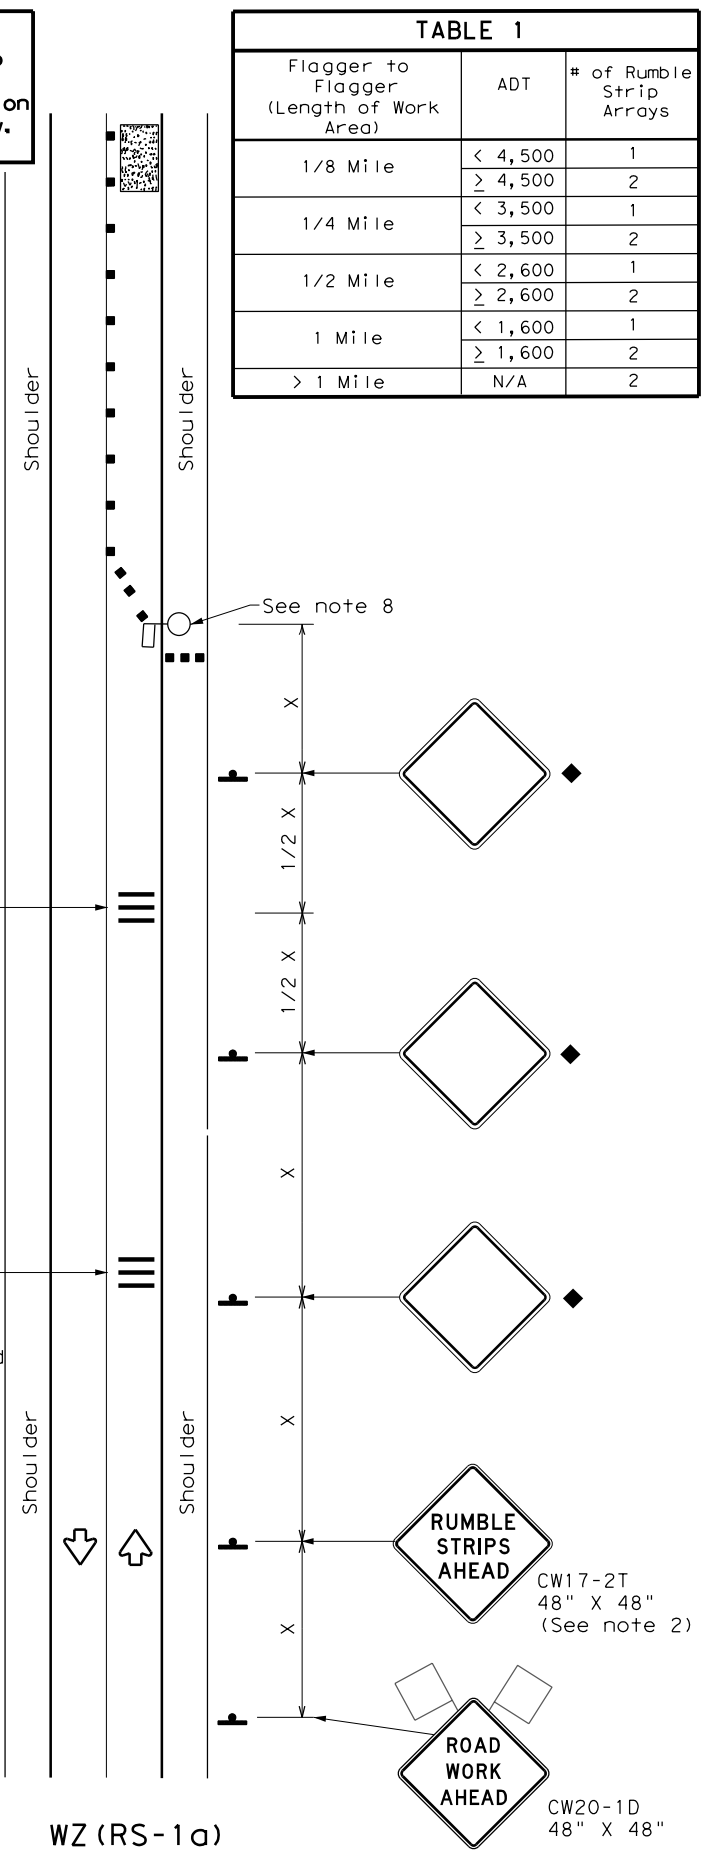 on
TABLE 1
Flagger to
Flagger
(Length of Work
Area)
ADT
# of Rumble
Strip
Arrays
1/8 Mile
< 4,500
1
≥ 4,500
2
1/4 Mile
< 3,500
1
≥ 3,500
2
1/2 Mile
< 2,600
1
≥ 2,600
2
1 Mile
< 1,600
1
≥ 1,600
2
> 1 Mile
N/A
2
Shoulder
Shoulder
See note 8
X
1/2 X
1/2 X
X
X
Shoulder
Shoulder
RUMBLE
STRIPS
AHEAD
CW17-2T
48" X 48"
(See note 2)
X
ROAD
WORK
AHEAD
CW20-1D
48" X 48"
WZ(RS-1a)